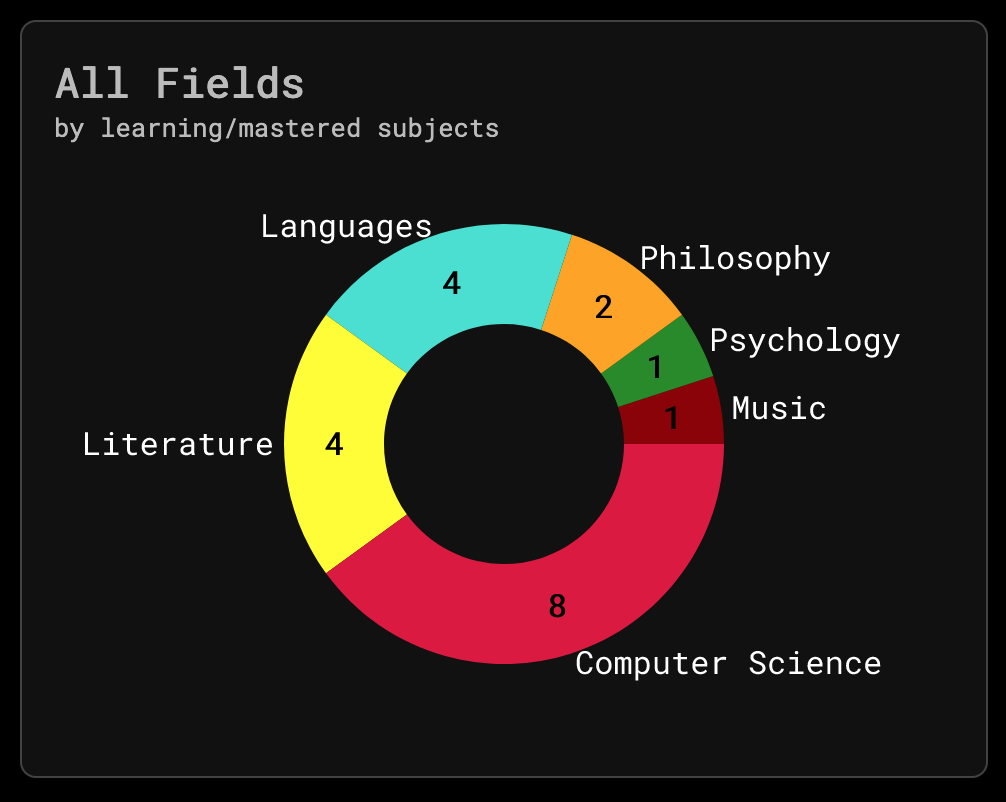 All Fields
by learning/mastered subjects
Languages
4
Philosophy
2
Psychology
1
Music
1
Literature
4
8
Computer Science